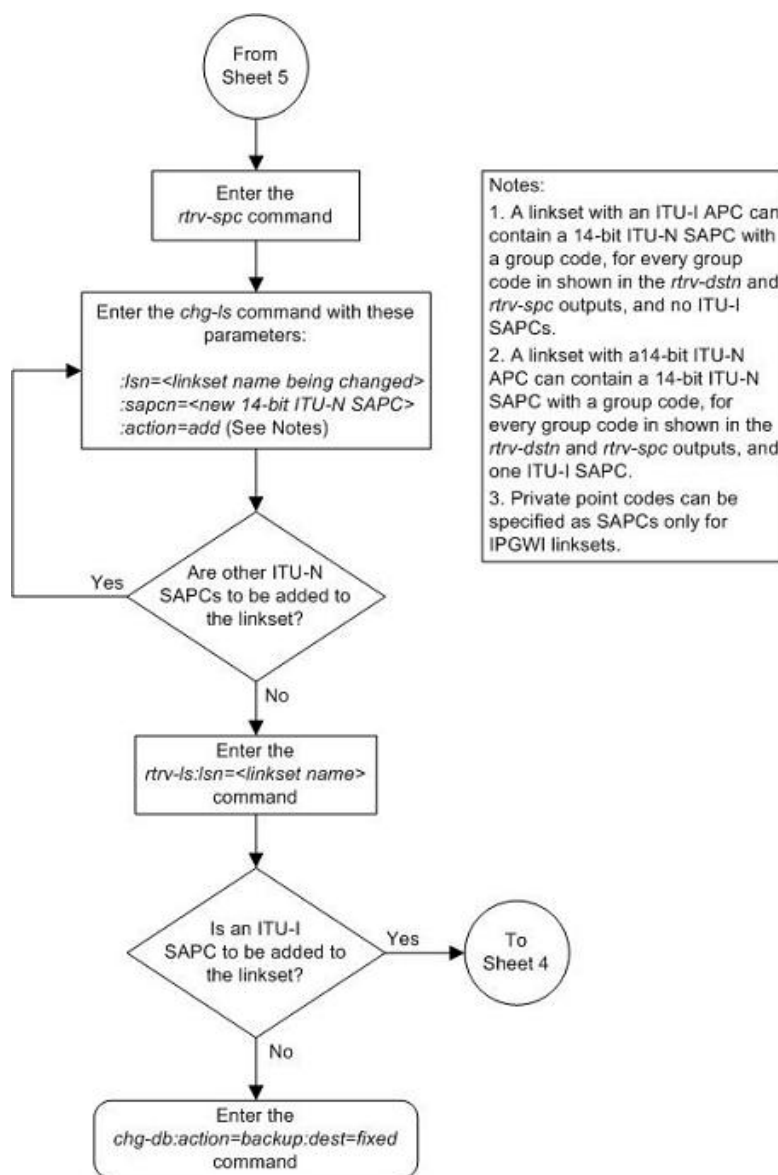 From
Sheet 5
Enter the
rtrv-spc command
Enter the chg-ls command with these
parameters:
:lsn=<linkset name being changed>
:sapcn=<new 14-bit ITU-N SAPC>
:action=add (See Notes)
Are other ITU-N
SAPCs to be added to
the linkset?
Yes
No
Enter the
rtrv-ls:lsn=<linkset name>
command
Is an ITU-I
SAPC to be added to
the linkset?
Yes
To
Sheet 4
No
Enter the
chg-db:action=backup:dest=fixed
command
Notes:
1. A linkset with an ITU-I APC can
contain a 14-bit ITU-N SAPC with
a group code, for every group
code in shown in the rtrv-dstn and
rtrv-spc outputs, and no ITU-I
SAPCs.
2. A linkset with a14-bit ITU-N
APC can contain a 14-bit ITU-N
SAPC with a group code, for
every group code in shown in the
rtrv-dstn and rtrv-spc outputs, and
one ITU-I SAPC.
3. Private point codes can be
specified as SAPCs only for
IPGWI linksets.